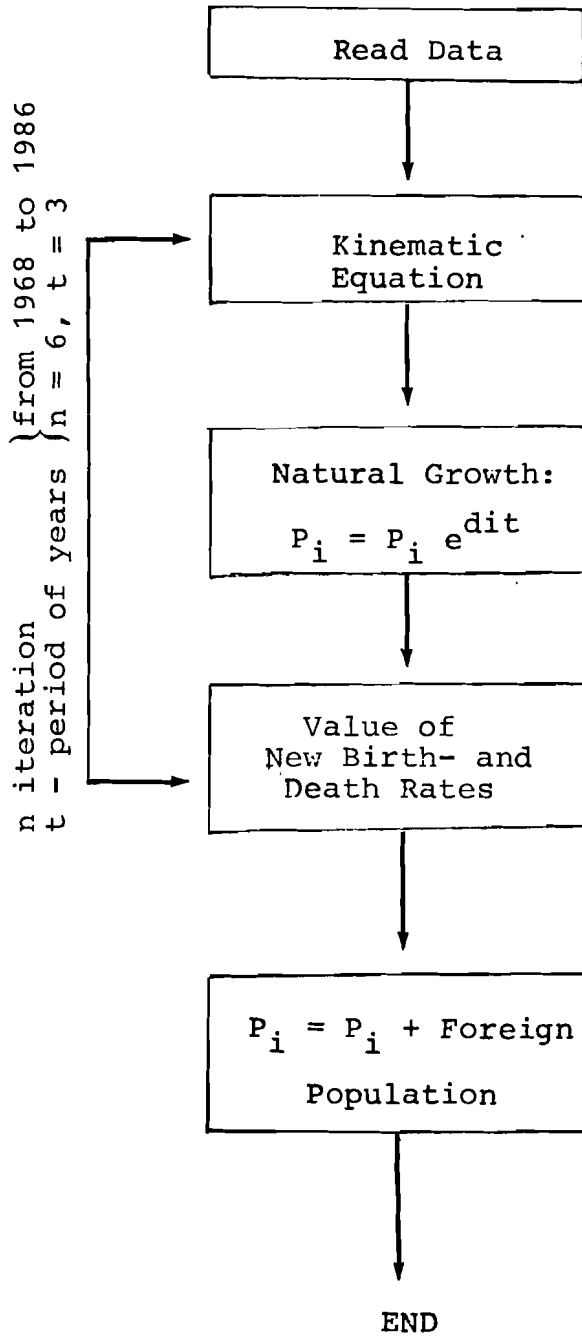 Read Data
Kinematic
Equation
Natural Growth:
P_i = P_i e^dit
Value of
New Birth- and
Death Rates
P_i = P_i + Foreign
Population
END
n iteration
t - period of years
}from 1968 to 1986
}n = 6, t = 3